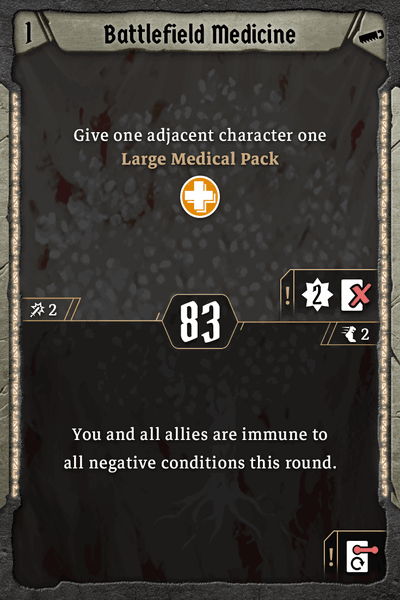 1
Battlefield Medicine
Give one adjacent character one
Large Medical Pack
! 2
2
83
2
You and all allies are immune to
all negative conditions this round.
!